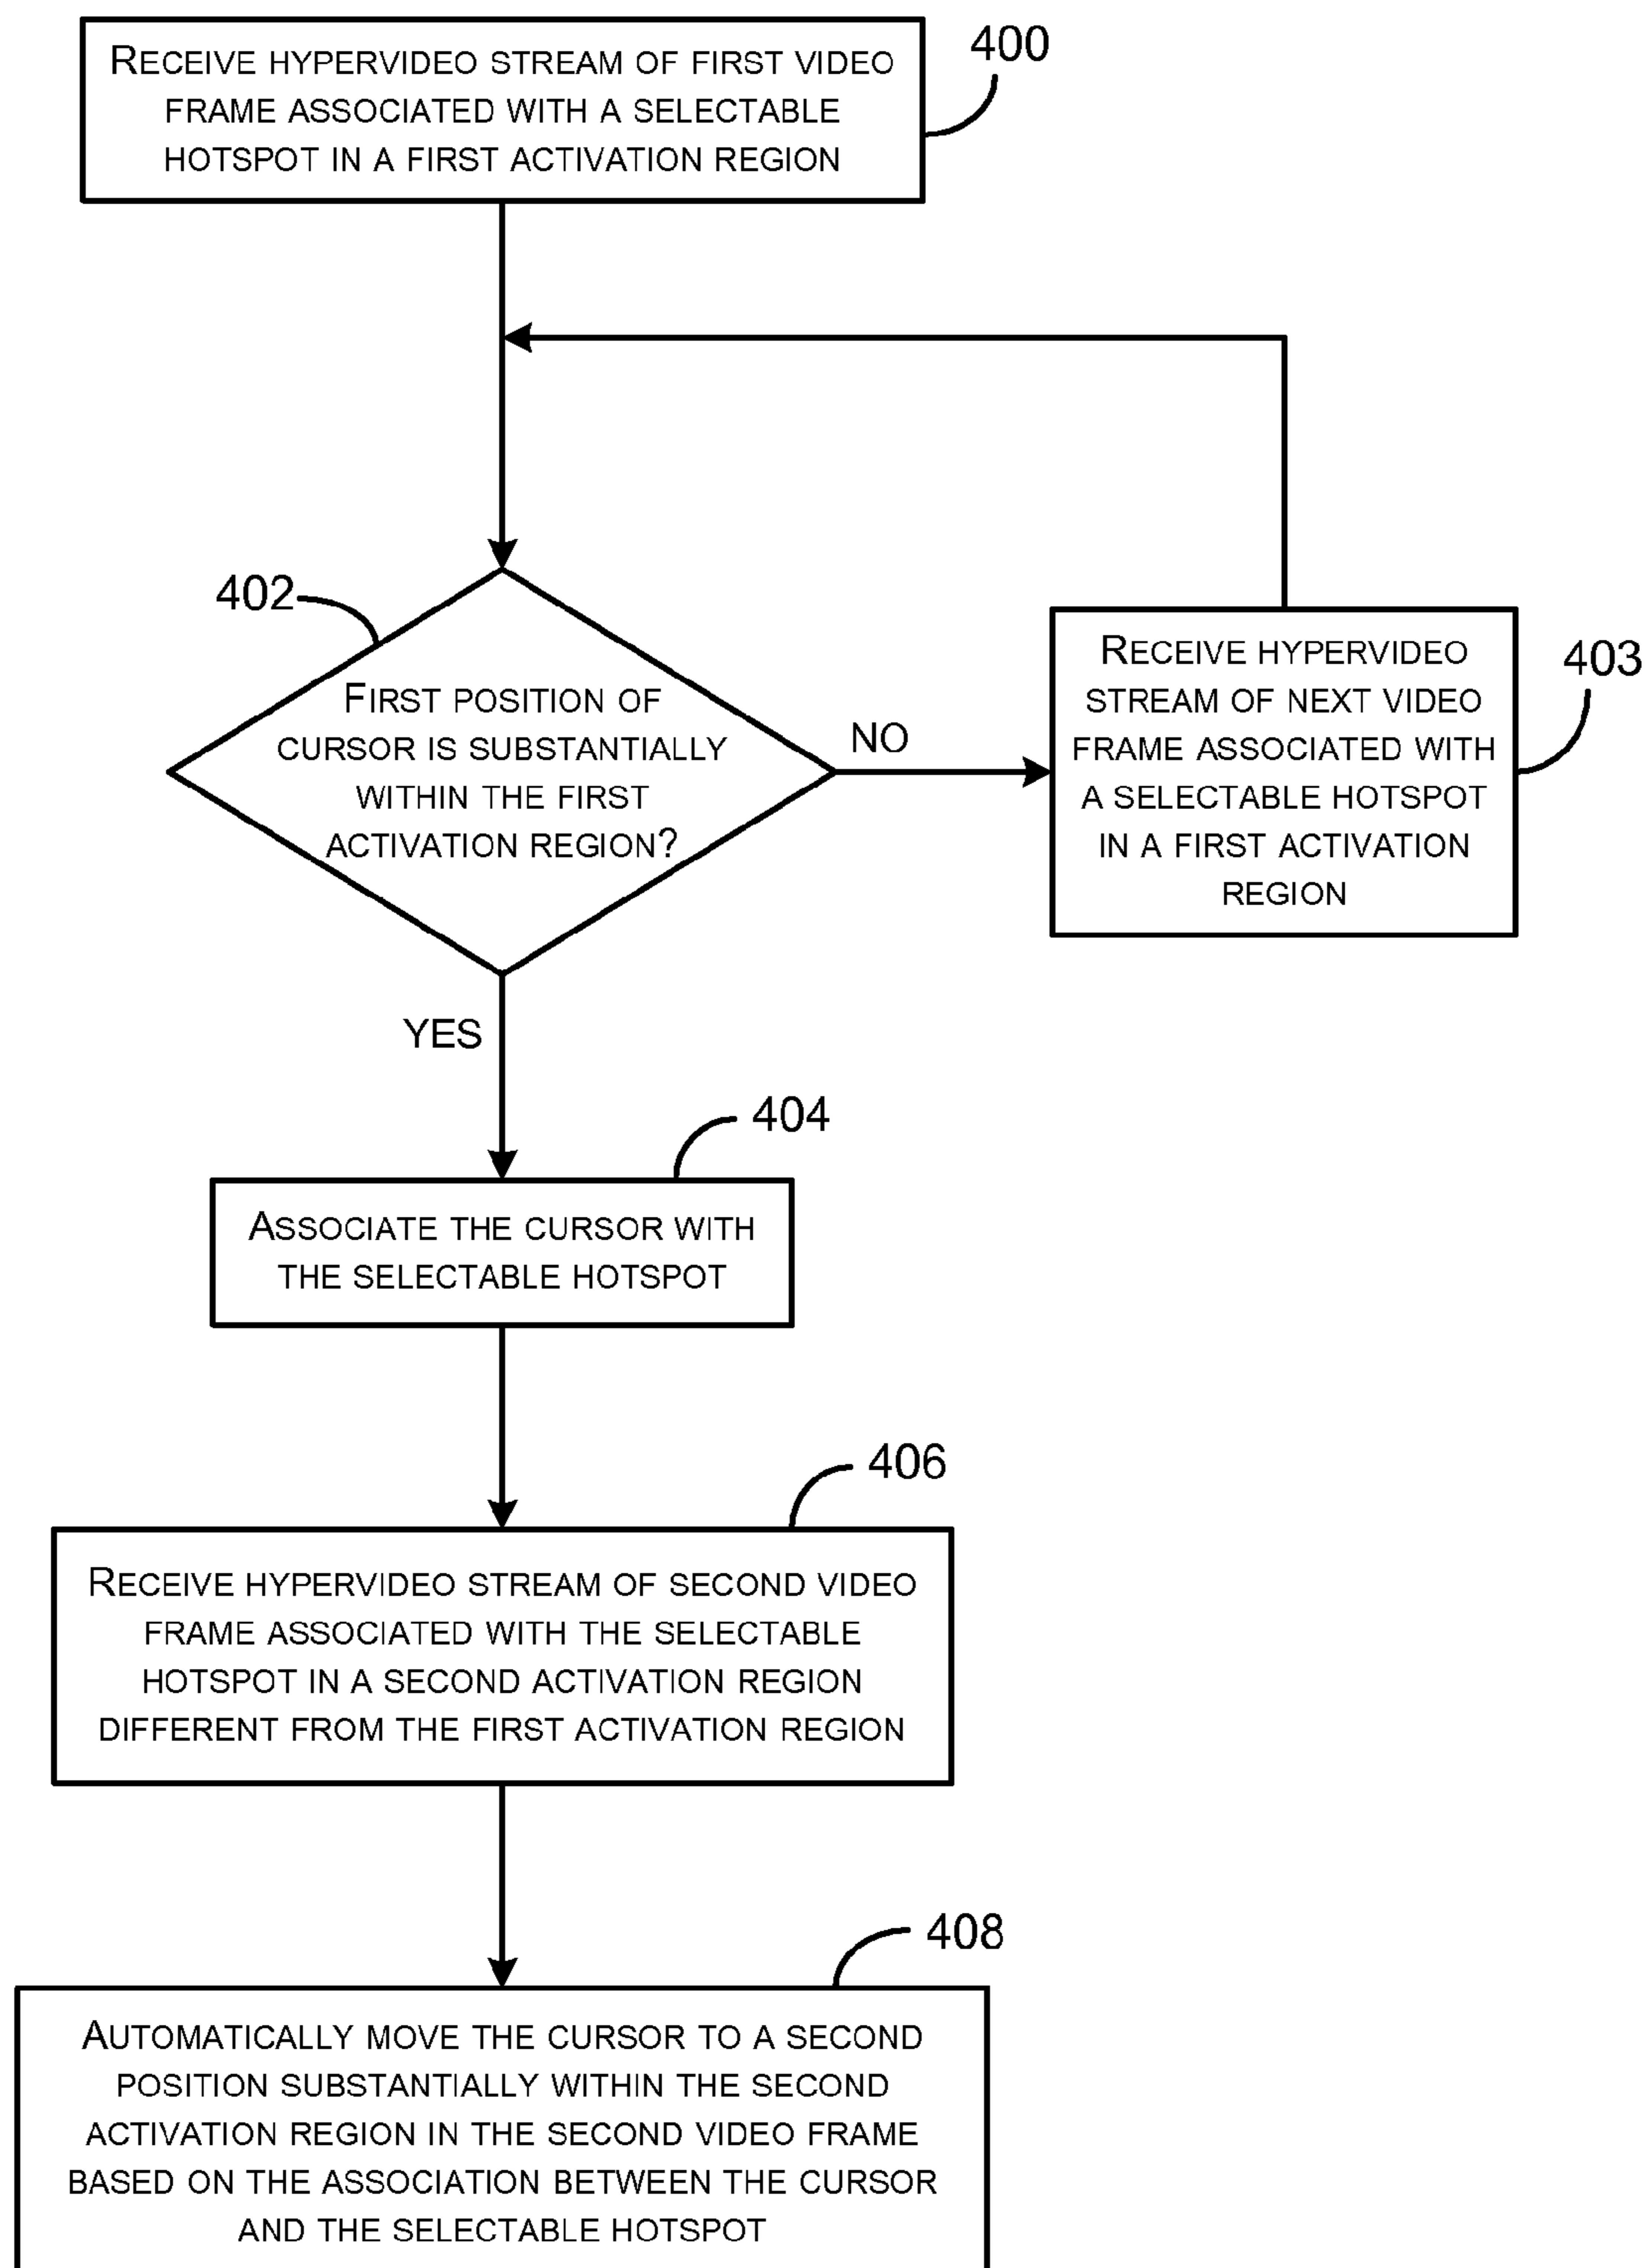 RECEIVE HYPERVIDEO STREAM OF FIRST VIDEO
FRAME ASSOCIATED WITH A SELECTABLE
HOTSPOT IN A FIRST ACTIVATION REGION
400
402
FIRST POSITION OF
CURSOR IS SUBSTANTIALLY
WITHIN THE FIRST
ACTIVATION REGION?
NO
RECEIVE HYPERVIDEO
STREAM OF NEXT VIDEO
FRAME ASSOCIATED WITH
A SELECTABLE HOTSPOT
IN A FIRST ACTIVATION
REGION
403
YES
404
ASSOCIATE THE CURSOR WITH
THE SELECTABLE HOTSPOT
406
RECEIVE HYPERVIDEO STREAM OF SECOND VIDEO
FRAME ASSOCIATED WITH THE SELECTABLE
HOTSPOT IN A SECOND ACTIVATION REGION
DIFFERENT FROM THE FIRST ACTIVATION REGION
408
AUTOMATICALLY MOVE THE CURSOR TO A SECOND
POSITION SUBSTANTIALLY WITHIN THE SECOND
ACTIVATION REGION IN THE SECOND VIDEO FRAME
BASED ON THE ASSOCIATION BETWEEN THE CURSOR
AND THE SELECTABLE HOTSPOT